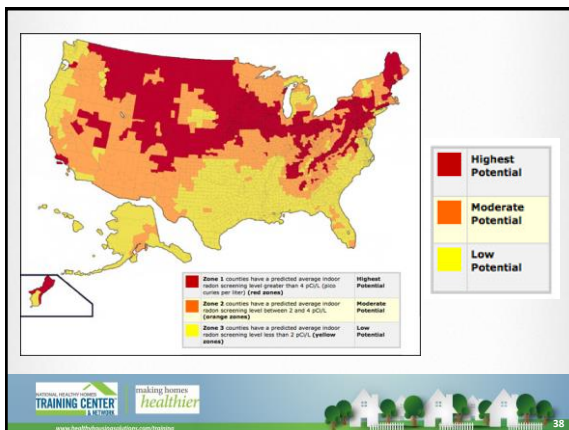 Highest
Potential
Moderate
Potential
Low
Potential
Zone 1 counties have a predicted average indoor
radon screening level greater than 4 pCi/L (pico
curies per liter) (red zones)
Highest
Potential
Zone 2 counties have a predicted average indoor
radon screening level between 2 and 4 pCi/L
(orange zones)
Moderate
Potential
Zone 3 counties have a predicted average indoor
radon screening level less than 2 pCi/L (yellow
zones)
Low
Potential
NATIONAL HEALTHY HOMES
TRAINING CENTER
& NETWORK
making homes
healthier
www.healthyhousingsolutions.com/training
38